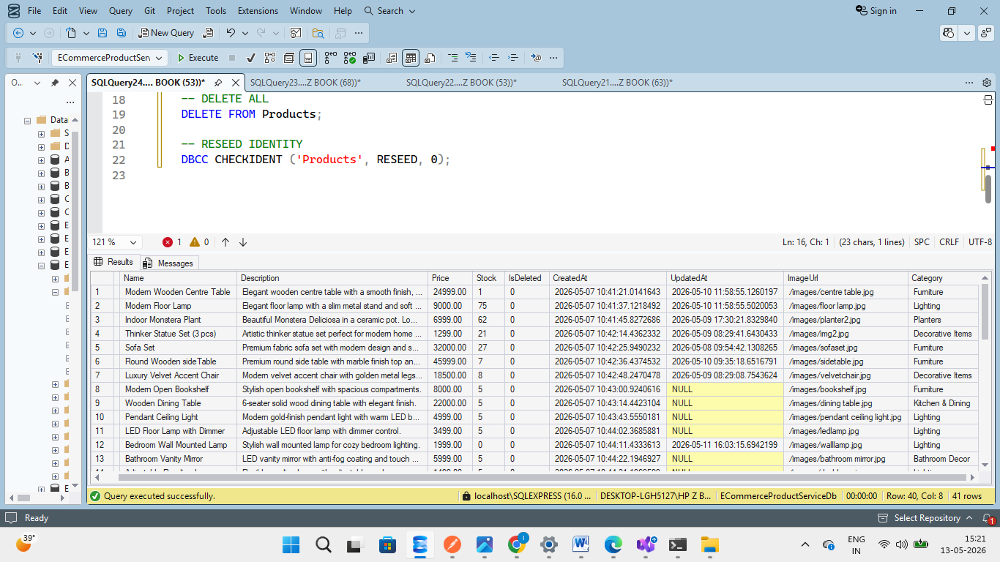 File Edit View Query Git Project Tools Extensions Window Help Search Sign in
New Query
ECommerceProductSer Execute
O.. SQLQuery24.... BOOK (53))* SQLQuery23....Z BOOK (68))* SQLQuery22....Z BOOK (53))* SQLQuery21....Z BOOK (63))*
Data
S
D
A
B
B
C
C
E
E
E
E
E
18 -- DELETE ALL
19 DELETE FROM Products;
20
21 -- RESEED IDENTITY
22 DBCC CHECKIDENT ('Products', RESEED, 0);
23
121 % 1 0 Ln: 16, Ch: 1 (23 chars, 1 lines) SPC CRLF UTF-8
Results Messages
Name Description Price Stock IsDeleted CreatedAt UpdatedAt ImageUrl Category
1 Modern Wooden Centre Table Elegant wooden centre table with a smooth finish, ... 24999.00 1 0 2026-05-07 10:41:21.0141643 2026-05-10 11:58:55.1260197 /images/centre table.jpg Furniture
2 Modern Floor Lamp Elegant floor lamp with a slim metal stand and soft ... 9000.00 75 0 2026-05-07 10:41:37.1218492 2026-05-10 11:58:55.5020053 /images/floor lamp.jpg Lighting
3 Indoor Monstera Plant Beautiful Monstera Deliciosa in a ceramic pot. Lo... 6999.00 62 0 2026-05-07 10:41:45.8272686 2026-05-09 17:30:21.8329840 /images/planter2.jpg Planters
4 Thinker Statue Set (3 pcs) Artistic thinker statue set perfect for modern home ... 1299.00 21 0 2026-05-07 10:42:14.4362332 2026-05-09 08:29:41.6430433 /images/img2.jpg Decorative Items
5 Sofa Set Premium fabric sofa set with modern design and s... 32000.00 27 0 2026-05-07 10:42:25.9490232 2026-05-08 09:54:42.1308265 /images/sofaset.jpg Furniture
6 Round Wooden sideTable Premium round side table with marble finish top an... 45999.00 7 0 2026-05-07 10:42:36.4374532 2026-05-10 09:35:18.6516791 /images/sidetable.jpg Furniture
7 Luxury Velvet Accent Chair Modern velvet accent chair with golden metal legs... 18500.00 8 0 2026-05-07 10:42:48.2470478 2026-05-09 08:29:08.7543624 /images/velvetchair.jpg Decorative Items
8 Modern Open Bookshelf Stylish open bookshelf with spacious compartments. 8000.00 5 0 2026-05-07 10:43:00.9240616 NULL /images/bookshelf.jpg Furniture
9 Wooden Dining Table 6-seater solid wood dining table with elegant finish. 22000.00 5 0 2026-05-07 10:43:14.4423104 NULL /images/dining table.jpg Kitchen & Dining
10 Pendant Ceiling Light Modern gold-finish pendant light with warm LED b... 4999.00 5 0 2026-05-07 10:43:43.5550181 NULL /images/pendant ceiling light.jpg Lighting
11 LED Floor Lamp with Dimmer Adjustable LED floor lamp with dimmer control. 3499.00 5 0 2026-05-07 10:44:02.3685881 NULL /images/ledlamp.jpg Lighting
12 Bedroom Wall Mounted Lamp Stylish wall mounted lamp for cozy bedroom lighting. 1999.00 0 0 2026-05-07 10:44:11.4333613 2026-05-11 16:03:15.6942199 /images/walllamp.jpg Lighting
13 Bathroom Vanity Mirror LED vanity mirror with anti-fog coating and touch ... 5999.00 5 0 2026-05-07 10:44:22.1946927 NULL /images/bathroom mirror.jpg Bathroom Decor
E
Query executed successfully. localhost\SQLEXPRESS (16.0 ... DESKTOP-LGH5127\HP Z B... ECommerceProductServiceDb 00:00:00 Row: 40, Col: 8 41 rows
Ready Select Repository 1
39° 1 ENG 15:21
IN 13-05-2026